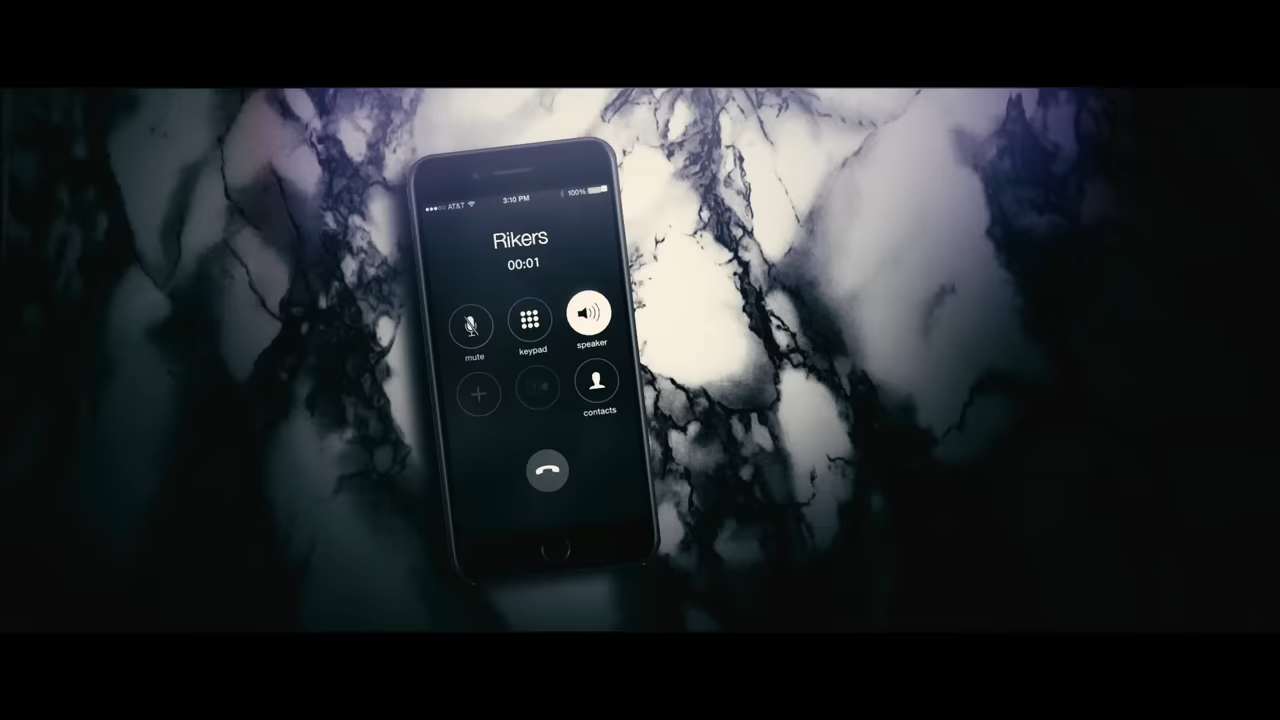 AT&T 3:10 PM 100%
Rikers
00:01
mute keypad speaker
contacts